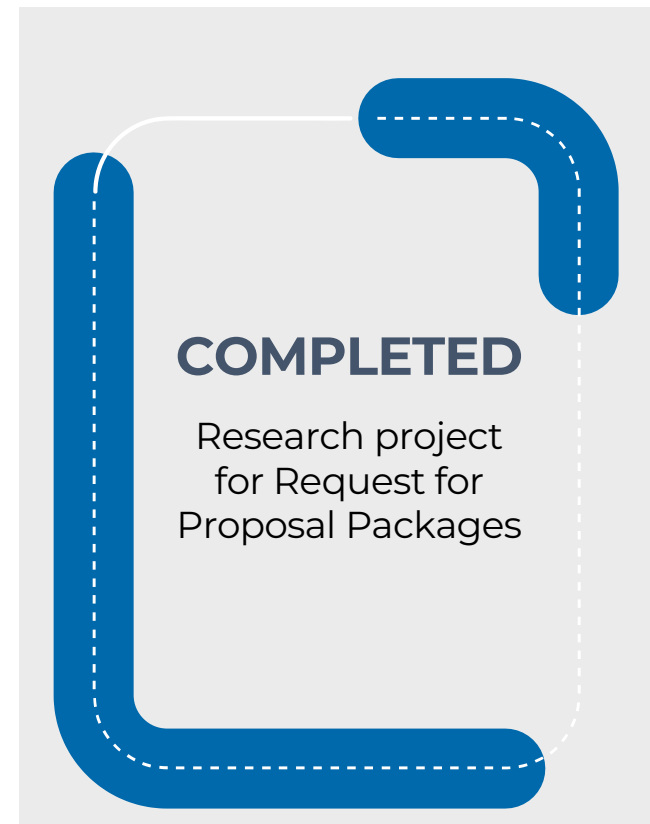 COMPLETED
Research project
for Request for
Proposal Packages